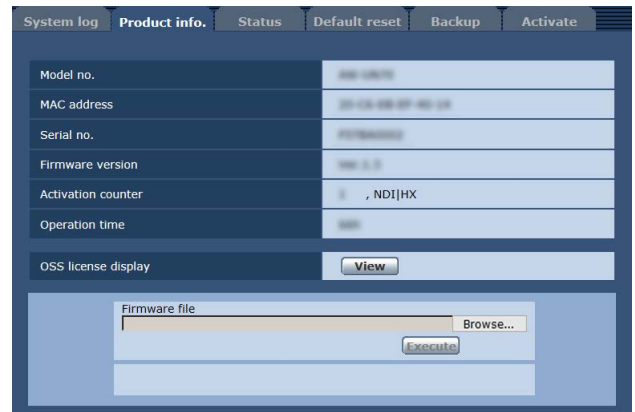 System log Product info. Status Default reset Backup Activate
Model no.
MAC address
Serial no.
Firmware version
Activation counter , NDI|HX
Operation time
OSS license display View
Firmware file
Browse...
Execute